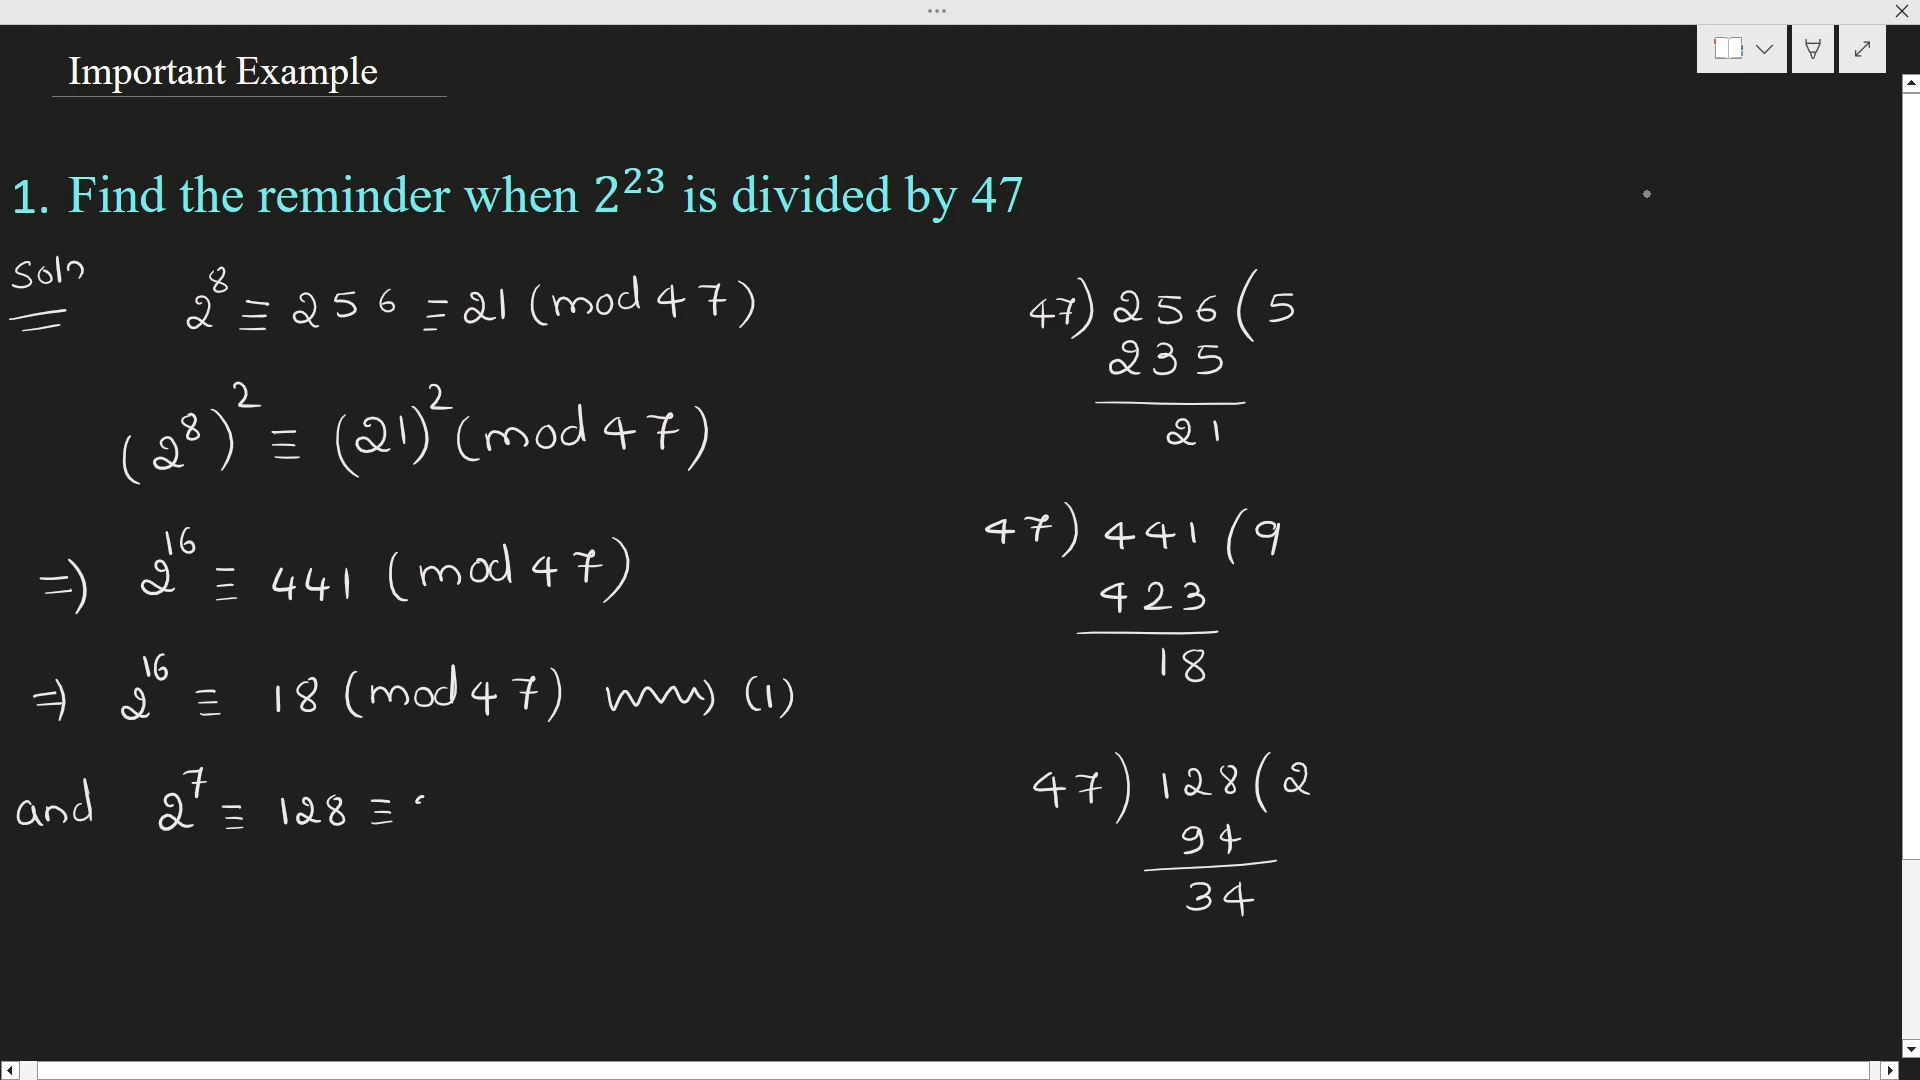 Important Example
1. Find the reminder when 2^23 is divided by 47
Soln
2^8 ≡ 256 ≡ 21 (mod 47)
(2^8)^2 ≡ (21)^2 (mod 47)
=) 2^16 ≡ 441 (mod 47)
=) 2^16 ≡ 18 (mod 47) (1)
and 2^7 ≡ 128 ≡
47) 256 (5
235
21
47) 441 (9
423
18
47) 128 (2
94
34